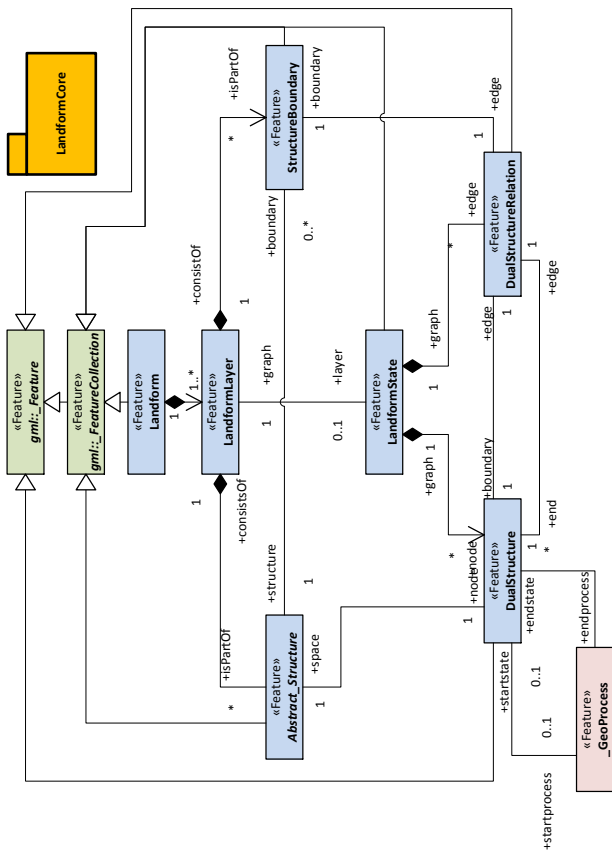 LandformCore
«Feature»
gml::_Feature
«Feature»
gml::_FeatureCollection
«Feature»
Landform
1
1..*
«Feature»
LandformLayer
+consistOf
1
+isPartOf
*
+consistsOf
1
+isPartOf
*
«Feature»
StructureBoundary
+boundary
0..*
+boundary
1
+structure
1
«Feature»
Abstract_Structure
+space
1
+graph
1
+layer
0..1
«Feature»
LandformState
+graph
1
+graph
1
+edge
*
+edge
1
«Feature»
DualStructureRelation
+edge
1
+edge
1
+boundary
1
+node
*
+node
1
«Feature»
DualStructure
+end
1
*
+startstate
0..1
+endstate
0..1
+endprocess
+startprocess
«Feature»
_GeoProcess